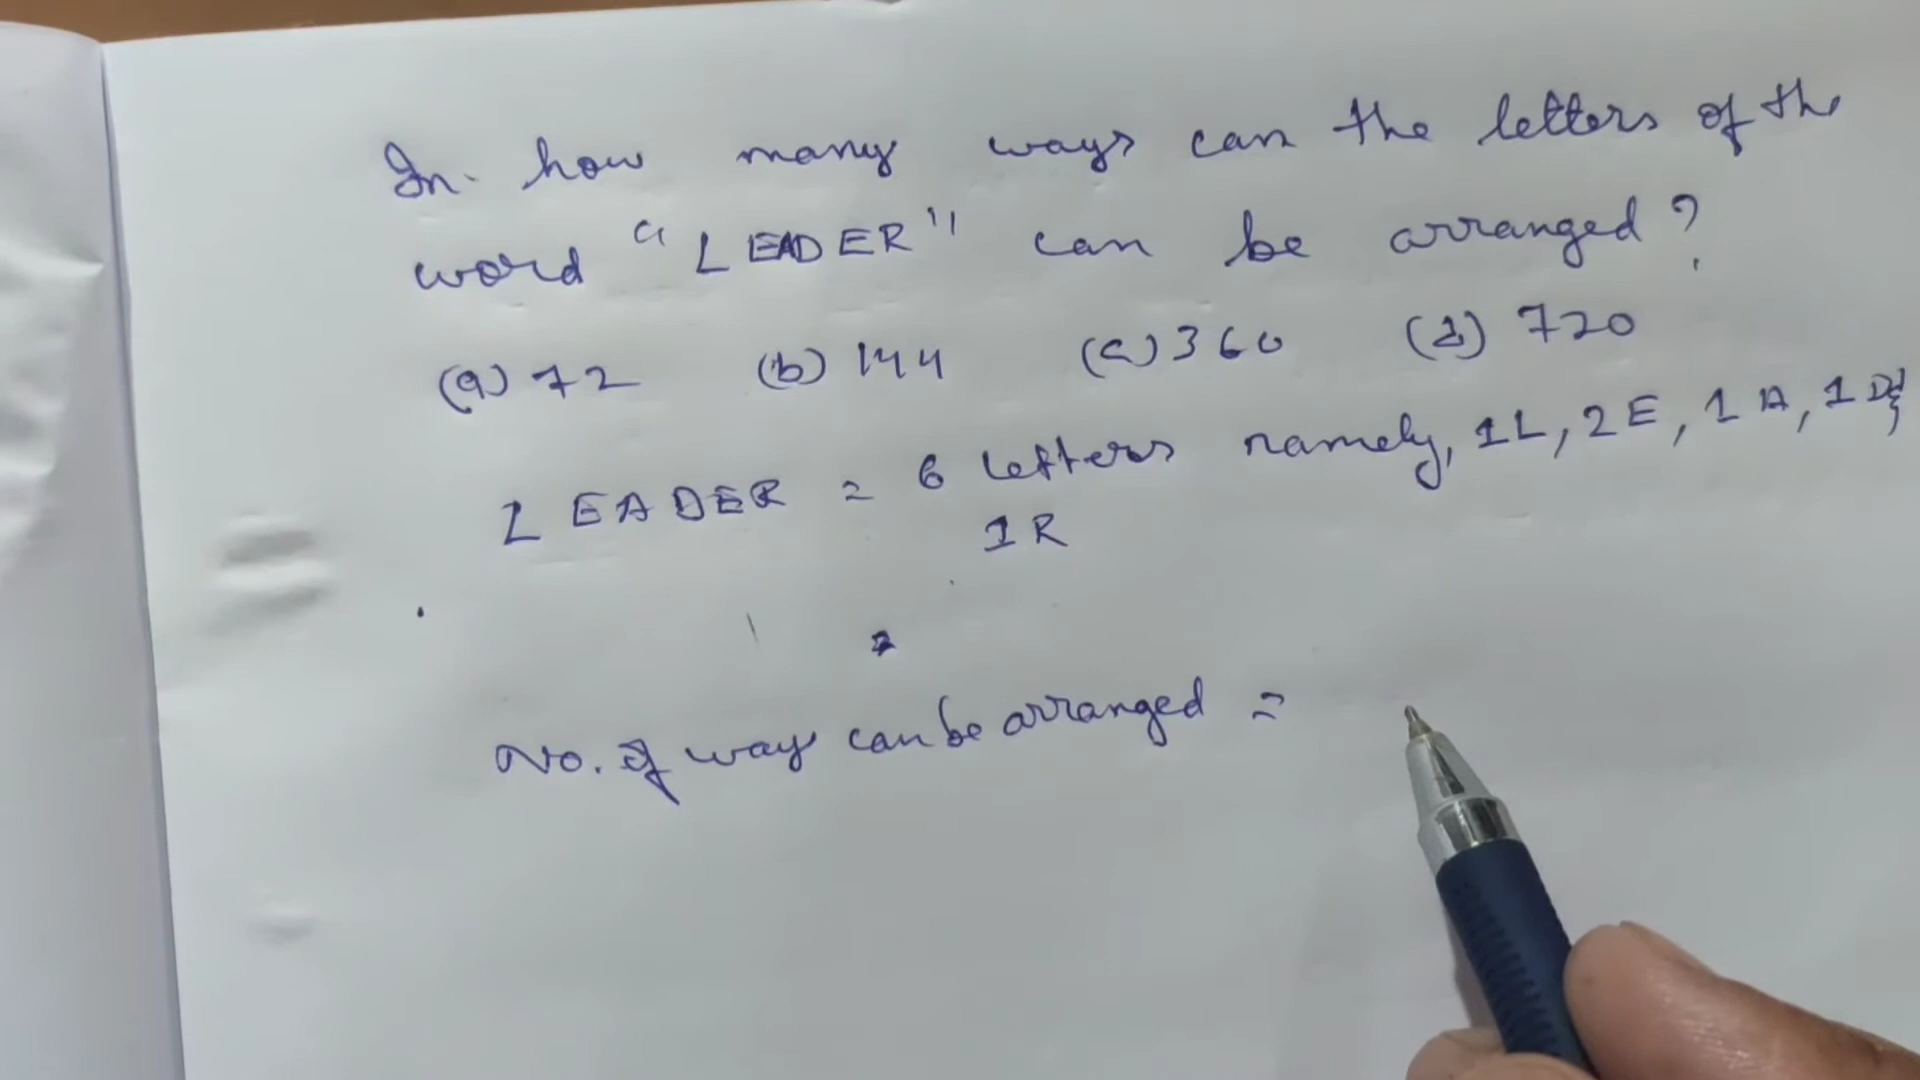 In how many ways can the letters of the
word "LEADER" can be arranged?
(a) 72 (b) 144 (c) 360 (d) 720
LEADER = 6 letters namely, 1L, 2E, 1A, 1D,
1R
No. of way can be arranged =